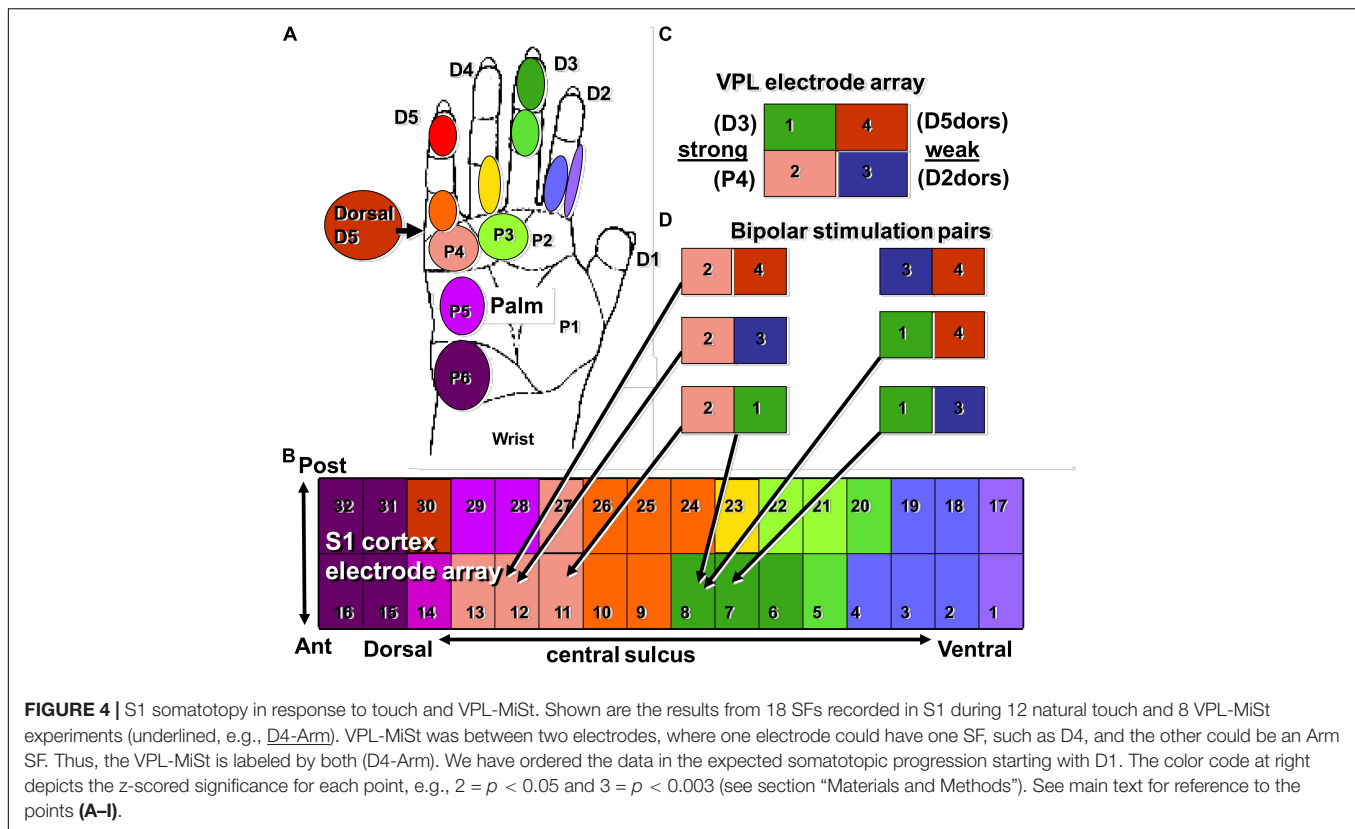 A
D4
D3
D2
D5
Dorsal
D5
P4
P3
P2
D1
P5
Palm
P1
P6
Wrist
C
VPL electrode array
(D3)
1
4
(D5dors)
strong
weak
(P4)
2
3
(D2dors)
D
Bipolar stimulation pairs
2
4
3
4
2
3
1
4
2
1
1
3
B
Post
32
31
30
29
28
27
26
25
24
23
22
21
20
19
18
17
S1 cortex
electrode array
16
15
14
13
12
11
10
9
8
7
6
5
4
3
2
1
Ant
Dorsal
central sulcus
Ventral
FIGURE 4 | S1 somatotopy in response to touch and VPL-MiSt. Shown are the results from 18 SFs recorded in S1 during 12 natural touch and 8 VPL-MiSt
experiments (underlined, e.g., D4-Arm). VPL-MiSt was between two electrodes, where one electrode could have one SF, such as D4, and the other could be an Arm
SF. Thus, the VPL-MiSt is labeled by both (D4-Arm). We have ordered the data in the expected somatotopic progression starting with D1. The color code at right
depicts the z-scored significance for each point, e.g., 2 = p < 0.05 and 3 = p < 0.003 (see section “Materials and Methods”). See main text for reference to the
points (A–I).